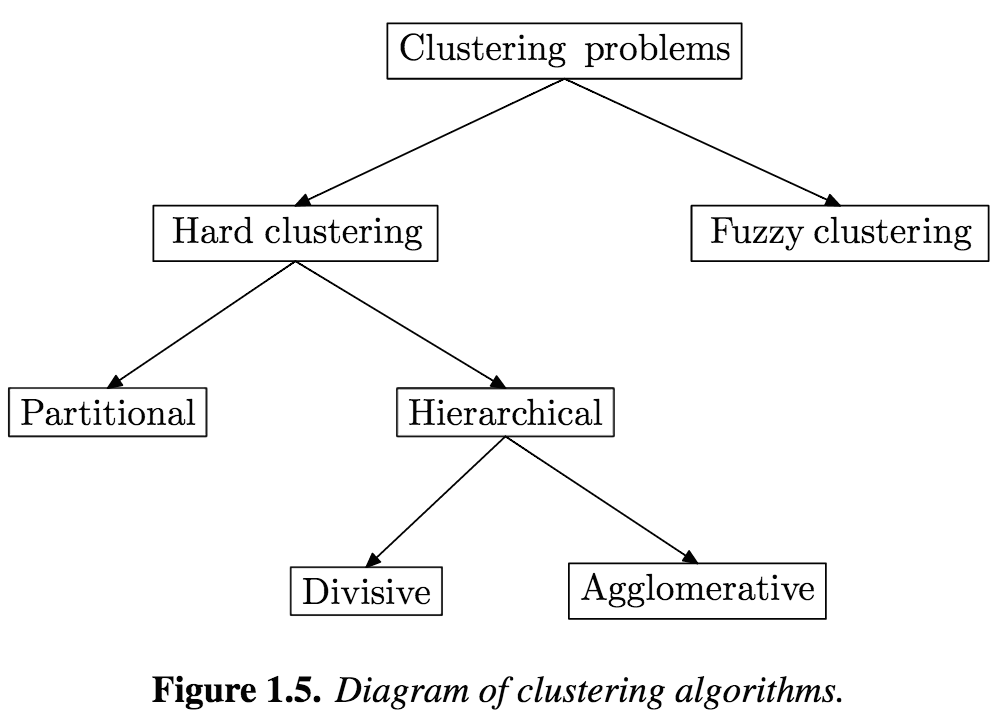 Clustering problems
Hard clustering
Fuzzy clustering
Partitional
Hierarchical
Divisive
Agglomerative
Figure 1.5. Diagram of clustering algorithms.